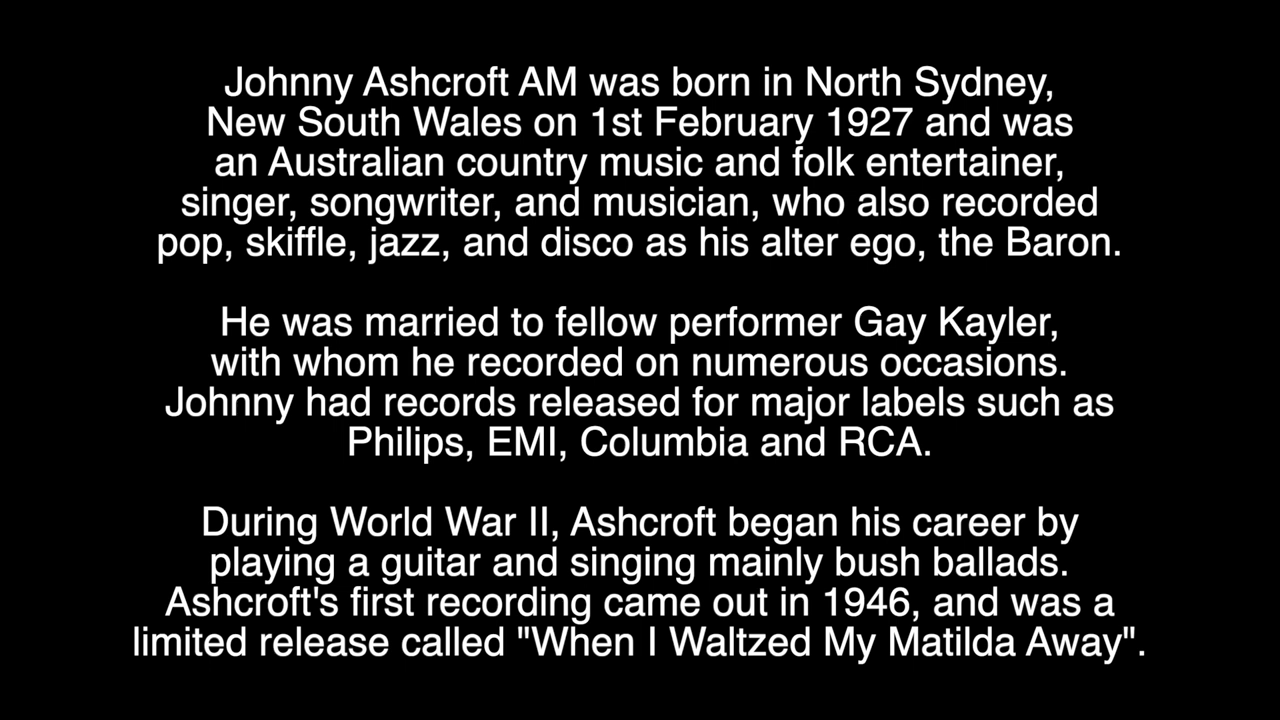 Johnny Ashcroft AM was born in North Sydney,
New South Wales on 1st February 1927 and was
an Australian country music and folk entertainer,
singer, songwriter, and musician, who also recorded
pop, skiffle, jazz, and disco as his alter ego, the Baron.
He was married to fellow performer Gay Kayler,
with whom he recorded on numerous occasions.
Johnny had records released for major labels such as
Philips, EMI, Columbia and RCA.
During World War II, Ashcroft began his career by
playing a guitar and singing mainly bush ballads.
Ashcroft's first recording came out in 1946, and was a
limited release called "When I Waltzed My Matilda Away".